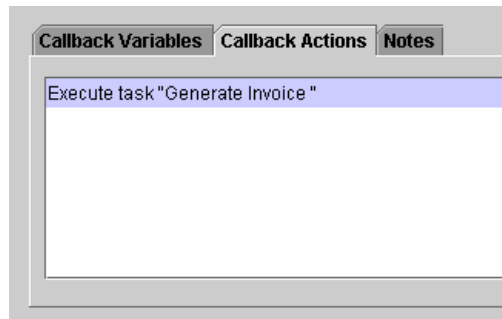 Callback Variables Callback Actions Notes
Execute task "Generate Invoice "